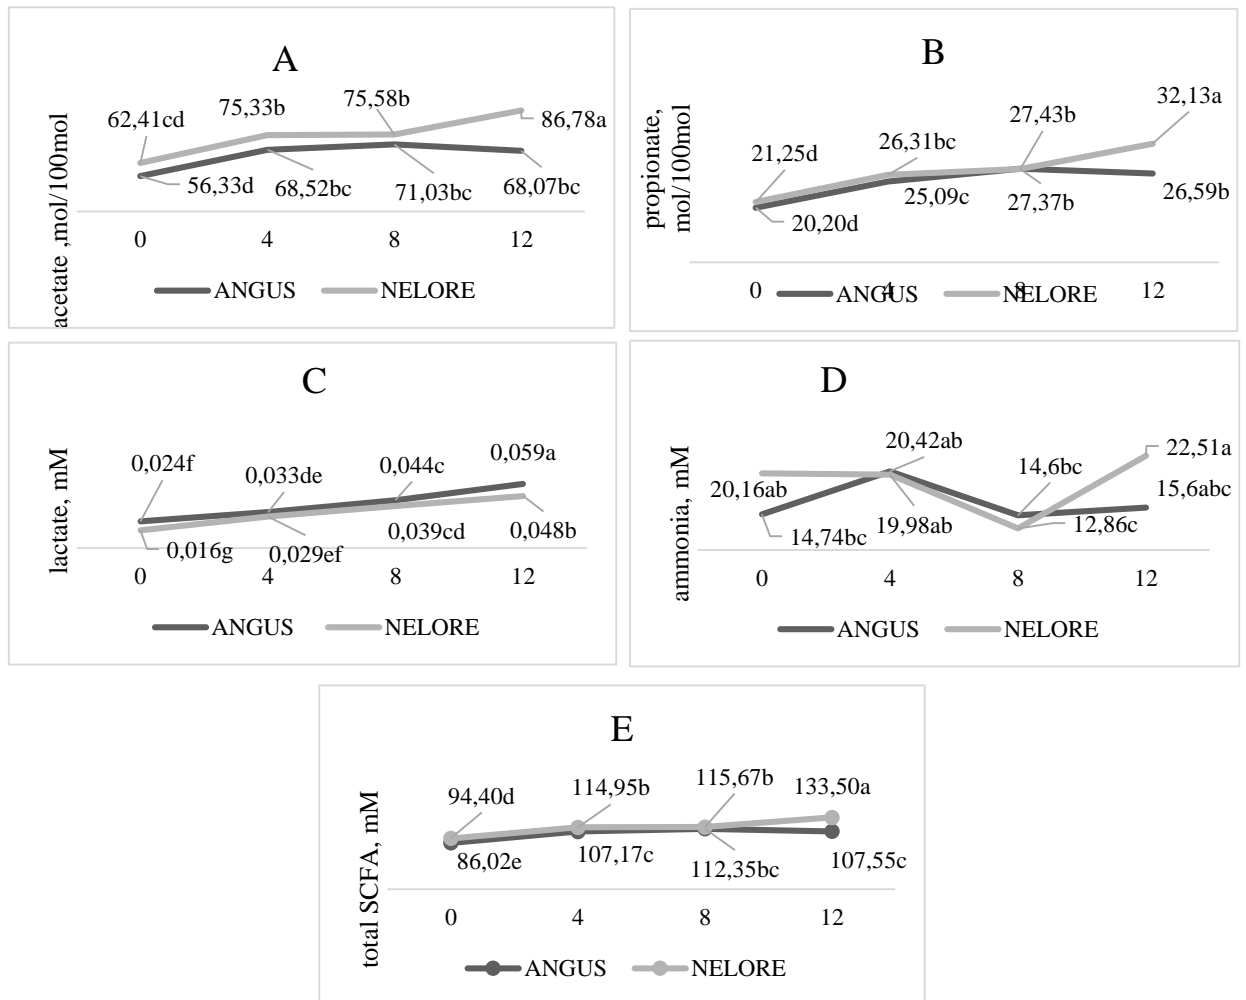 A
acetate ,mol/100mol
62,41cd
75,33b
75,58b
86,78a
56,33d
68,52bc
71,03bc
68,07bc
0 4 8 12
ANGUS NELORE
B
propionate,
mol/100mol
21,25d
26,31bc
27,43b
32,13a
20,20d
25,09c
27,37b
26,59b
0 4 8 12
ANGUS NELORE
C
lactate, mM
0,024f
0,033de
0,044c
0,059a
0,016g
0,029ef
0,039cd
0,048b
0 4 8 12
ANGUS NELORE
D
ammonia, mM
20,16ab
20,42ab
14,6bc
22,51a
14,74bc
19,98ab
12,86c
15,6abc
0 4 8 12
ANGUS NELORE
E
total SCFA, mM
94,40d
114,95b
115,67b
133,50a
86,02e
107,17c
112,35bc
107,55c
0 4 8 12
ANGUS NELORE